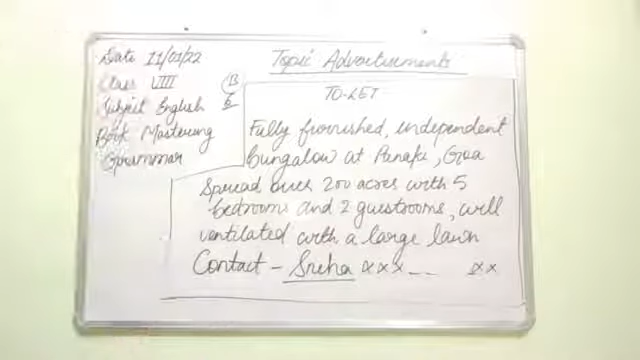 Date 11/01/22
Class VIII
Subject English
Book Mastering
Grammar
Topic Advertisements
B
6
TO-LET
Fully furnished, independent
bungalow at Panaji, Goa
Spread over 200 acres with 5
bedrooms and 2 guestrooms, well
ventilated with a large lawn
Contact - Sneha xxx -- xx